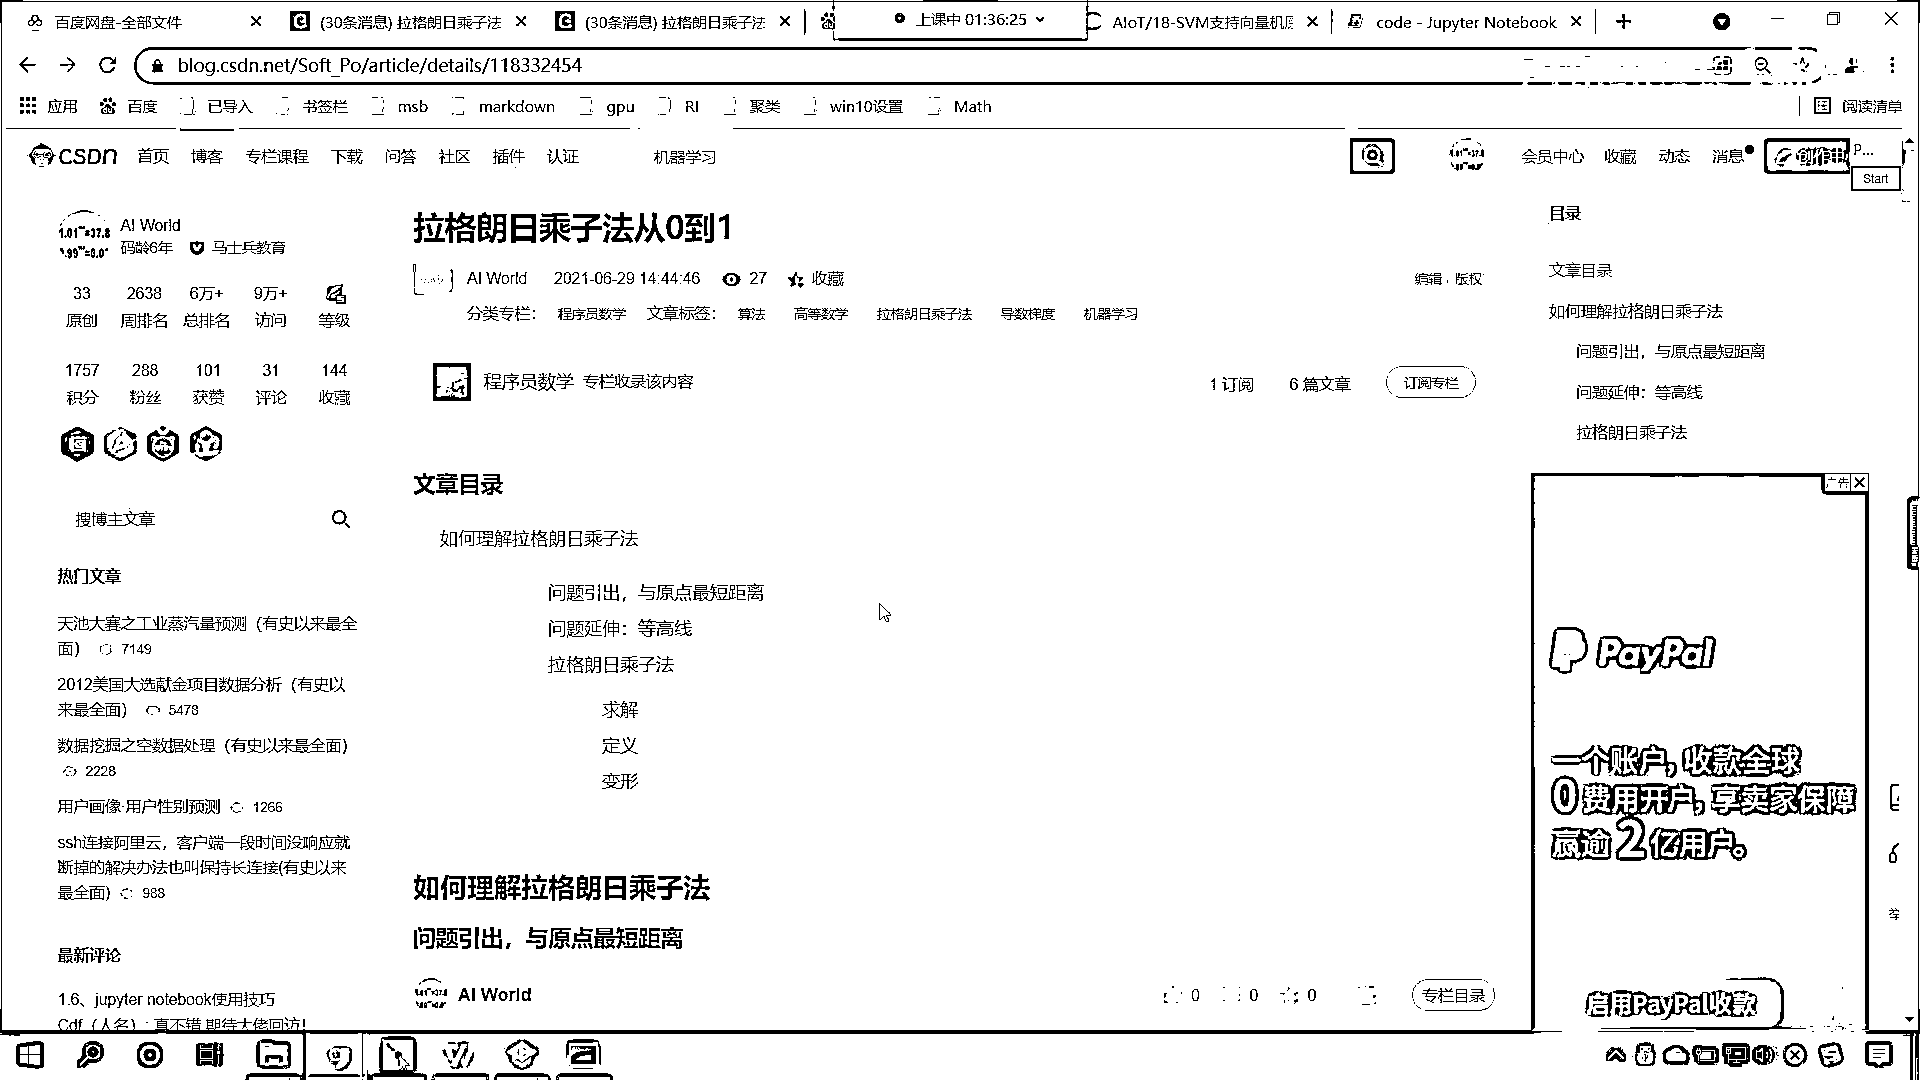 百度网盘-全部文件
(30条消息) 拉格朗日乘子法
(30条消息) 拉格朗日乘子法
上课中 01:36:25
AIoT/18-SVM支持向量机
code - Jupyter Notebook
blog.csdn.net/Soft_Po/article/details/118332454
应用 百度 已导入 书签栏 msb markdown gpu RI 聚类 win10设置 Math 阅读清单
CSDN 首页 博客 专栏课程 下载 问答 社区 插件 认证 机器学习 会员中心 收藏 动态 消息 创作中 P...
Start
AI World
码龄6年 马士兵教育
33 2638 6万+ 9万+
原创 周排名 总排名 访问 等级
1757 288 101 31 144
积分 粉丝 获赞 评论 收藏
搜博主文章
热门文章
天池大赛之工业蒸汽量预测（有史以来最全
面） 7149
2012美国大选献金项目数据分析（有史以
来最全面） 5478
数据挖掘之空数据处理（有史以来最全面）
2228
用户画像·用户性别预测 1266
ssh连接阿里云，客户端一段时间没响应就
断掉的解决办法也叫保持长连接(有史以来
最全面) 988
最新评论
1.6、jupyter notebook使用技巧
Cdf（人名）: 真不错,期待大佬回访!
拉格朗日乘子法从0到1
AI World 2021-06-29 14:44:46 27 收藏 编辑 版权
分类专栏： 程序员数学 文章标签： 算法 高等数学 拉格朗日乘子法 导数梯度 机器学习
程序员数学 专栏收录该内容 1 订阅 6 篇文章 订阅专栏
文章目录
如何理解拉格朗日乘子法
问题引出，与原点最短距离
问题延伸：等高线
拉格朗日乘子法
求解
定义
变形
如何理解拉格朗日乘子法
问题引出，与原点最短距离
AI World 0 0 0 专栏目录
目录
文章目录
如何理解拉格朗日乘子法
问题引出，与原点最短距离
问题延伸：等高线
拉格朗日乘子法
广告
PayPal
一个账户, 收款全球
0费用开户, 享卖家保障
赢逾2亿用户。
启用PayPal收款